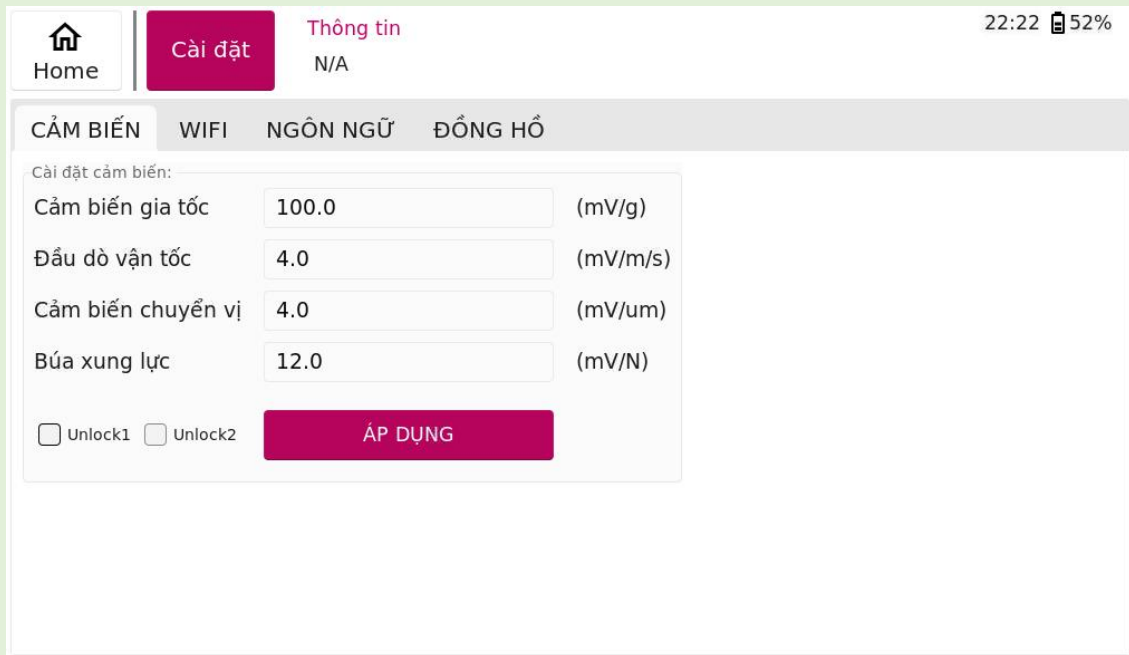 Home
Cài đặt
Thông tin
N/A
22:22 52%
CẢM BIẾN WIFI NGÔN NGỮ ĐỒNG HỒ
Cài đặt cảm biến:
Cảm biến gia tốc 100.0 (mV/g)
Đầu dò vận tốc 4.0 (mV/m/s)
Cảm biến chuyển vị 4.0 (mV/um)
Búa xung lực 12.0 (mV/N)
Unlock1 Unlock2 ÁP DỤNG